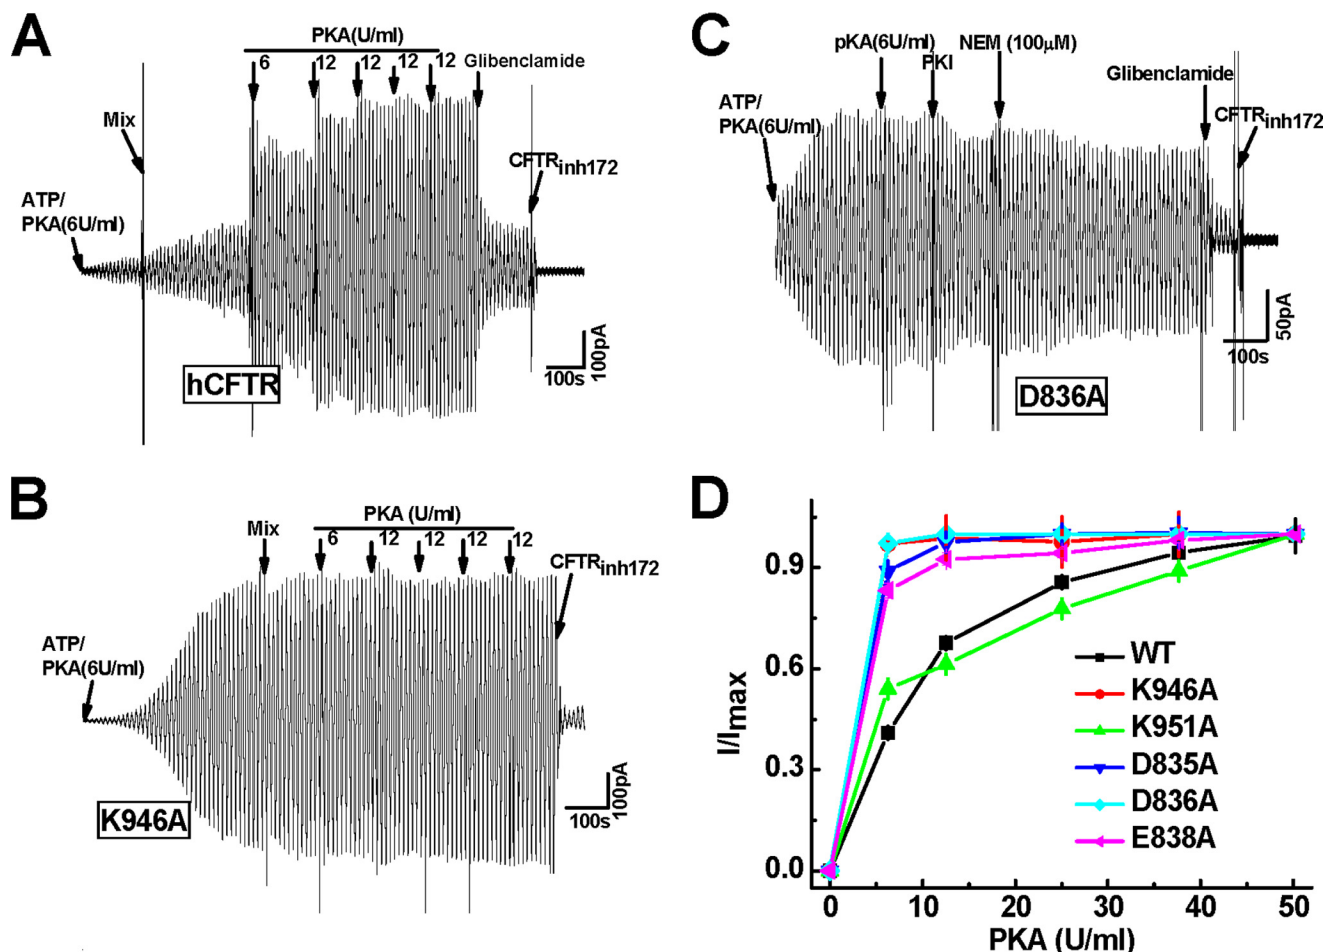 A
PKA(U/ml)
6 12 12 12 12 Glibenclamide
Mix
ATP/
PKA(6U/ml)
CFTRinh172
hCFTR
100s
100pA
B
PKA (U/ml)
Mix 6 12 12 12 12
CFTRinh172
ATP/
PKA(6U/ml)
K946A
100s
100pA
C
pKA(6U/ml) NEM (100µM)
PKI
Glibenclamide
ATP/
PKA(6U/ml)
CFTRinh172
100s
50pA
D836A
D
I/Imax
0.9
0.6
0.3
0.0
WT
K946A
K951A
D835A
D836A
E838A
0 10 20 30 40 50
PKA (U/ml)